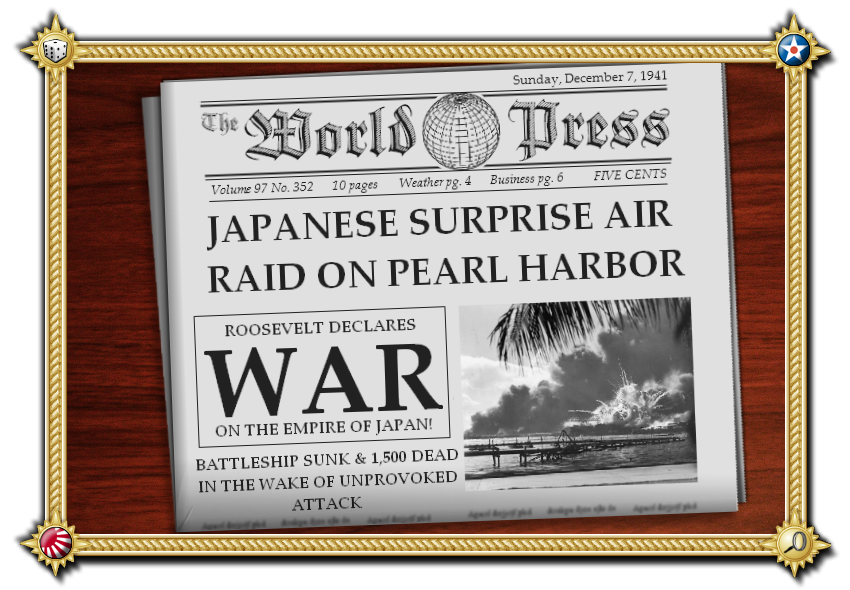 Sunday, December 7, 1941
The World Press
Volume 97 No. 352 10 pages Weather pg. 4 Business pg. 6 FIVE CENTS
JAPANESE SURPRISE AIR
RAID ON PEARL HARBOR
ROOSEVELT DECLARES
WAR
ON THE EMPIRE OF JAPAN!
BATTLESHIP SUNK & 1,500 DEAD
IN THE WAKE OF UNPROVOKED
ATTACK